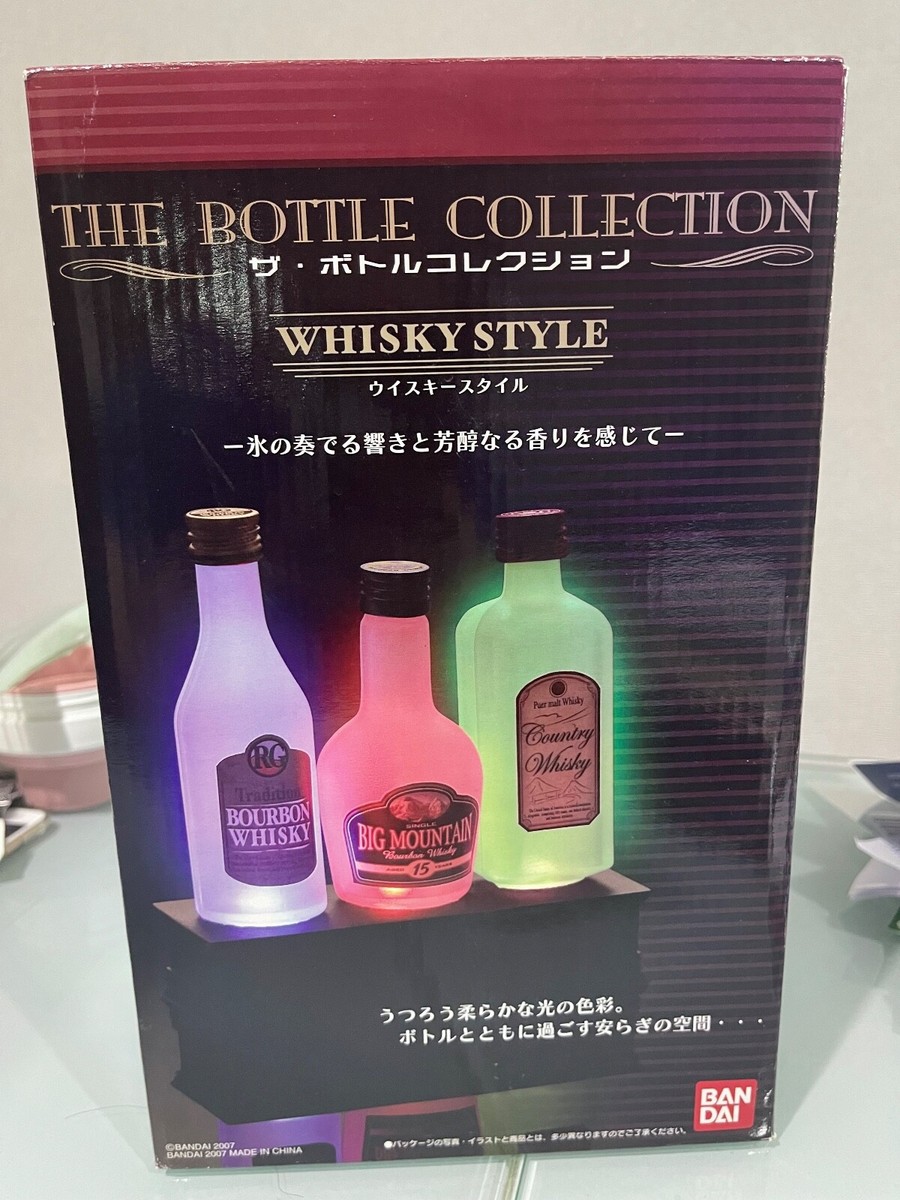 THE BOTTLE COLLECTION
ザ・ボトルコレクション
WHISKY STYLE
ウイスキースタイル
ー氷の奏でる響きと芳醇なる香りを感じてー
RG
Tradition
BOURBON
WHISKY
SINGLE
BIG MOUNTAIN
Bourbon Whisky
15
Puer malt Whisky
Country
Whisky
うつろう柔らかな光の色彩。
ボトルとともに過ごす安らぎの空間・・・
BAN
DAI
©BANDAI 2007
BANDAI 2007 MADE IN CHINA
●パッケージの写真・イラストと商品とは、多少異なりますのでご了承ください。